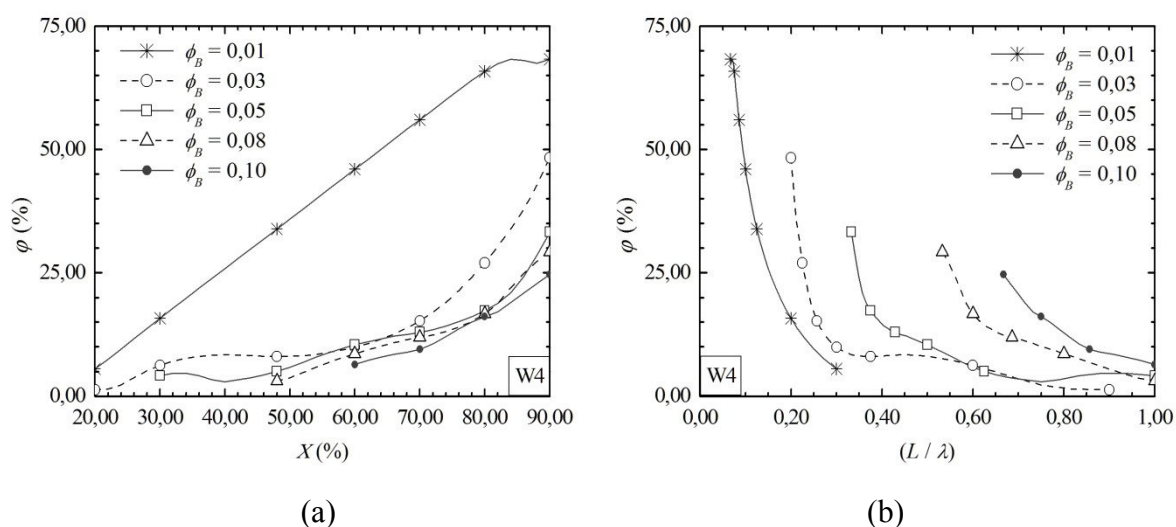 75,00
50,00
25,00
0,00
φ (%)
ϕB = 0,01
ϕB = 0,03
ϕB = 0,05
ϕB = 0,08
ϕB = 0,10
W4
20,00 30,00 40,00 50,00 60,00 70,00 80,00 90,00
X (%)
(a)
75,00
50,00
25,00
0,00
φ (%)
ϕB = 0,01
ϕB = 0,03
ϕB = 0,05
ϕB = 0,08
ϕB = 0,10
W4
0,00 0,20 0,40 0,60 0,80 1,00
(L / λ)
(b)